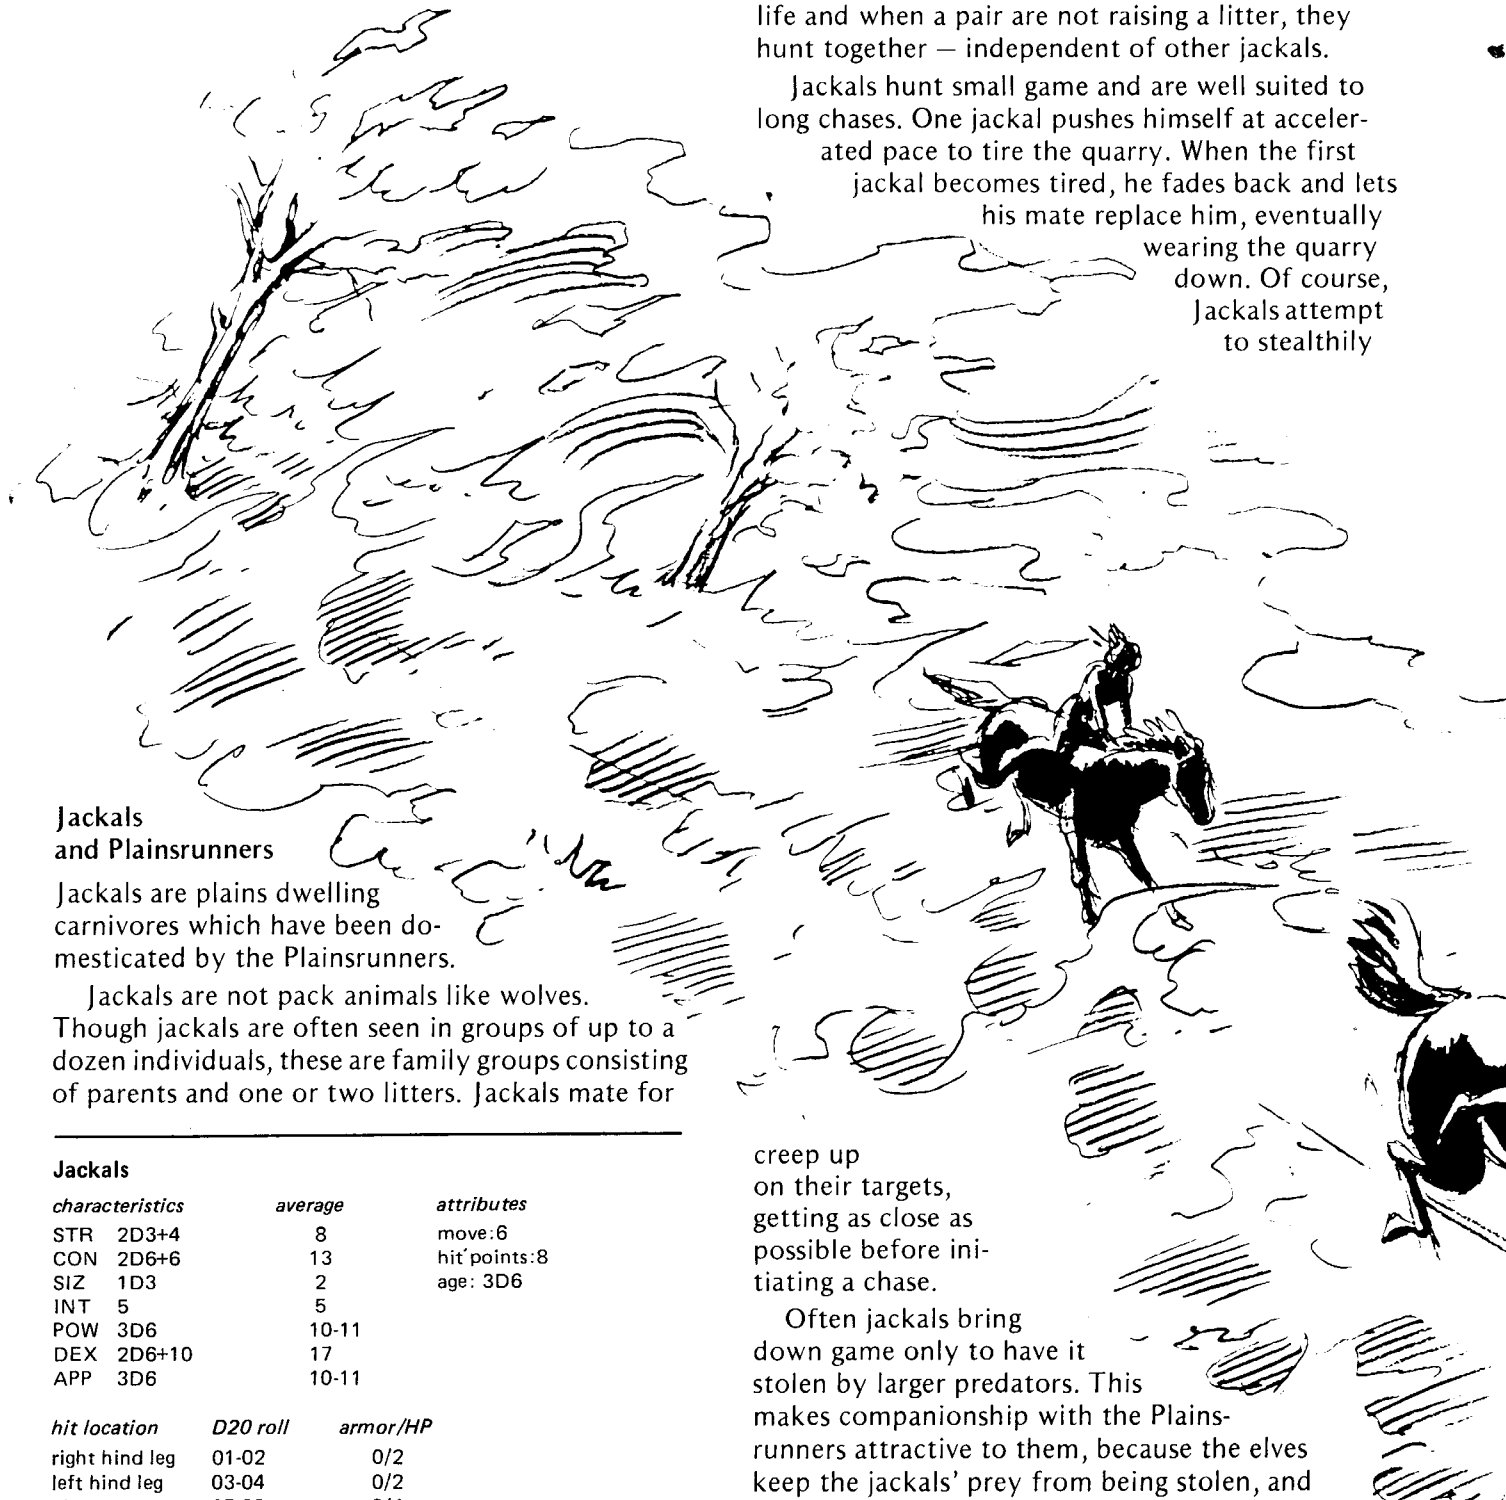 Jackals
and Plainsrunners
Jackals are plains dwelling
carnivores which have been do-
mesticated by the Plainsrunners.
Jackals are not pack animals like wolves.
Though jackals are often seen in groups of up to a
dozen individuals, these are family groups consisting
of parents and one or two litters. Jackals mate for
life and when a pair are not raising a litter, they
hunt together — independent of other jackals.
Jackals hunt small game and are well suited to
long chases. One jackal pushes himself at acceler-
ated pace to tire the quarry. When the first
jackal becomes tired, he fades back and lets
his mate replace him, eventually
wearing the quarry
down. Of course,
Jackals attempt
to stealthily
creep up
on their targets,
getting as close as
possible before ini-
tiating a chase.
Often jackals bring
down game only to have it
stolen by larger predators. This
makes companionship with the Plains-
runners attractive to them, because the elves
keep the jackals' prey from being stolen, and
Jackals
characteristics average attributes
STR 2D3+4 8 move:6
CON 2D6+6 13 hit points:8
SIZ 1D3 2 age: 3D6
INT 5 5
POW 3D6 10-11
DEX 2D6+10 17
APP 3D6 10-11
hit location D20 roll armor/HP
right hind leg 01-02 0/2
left hind leg 03-04 0/2